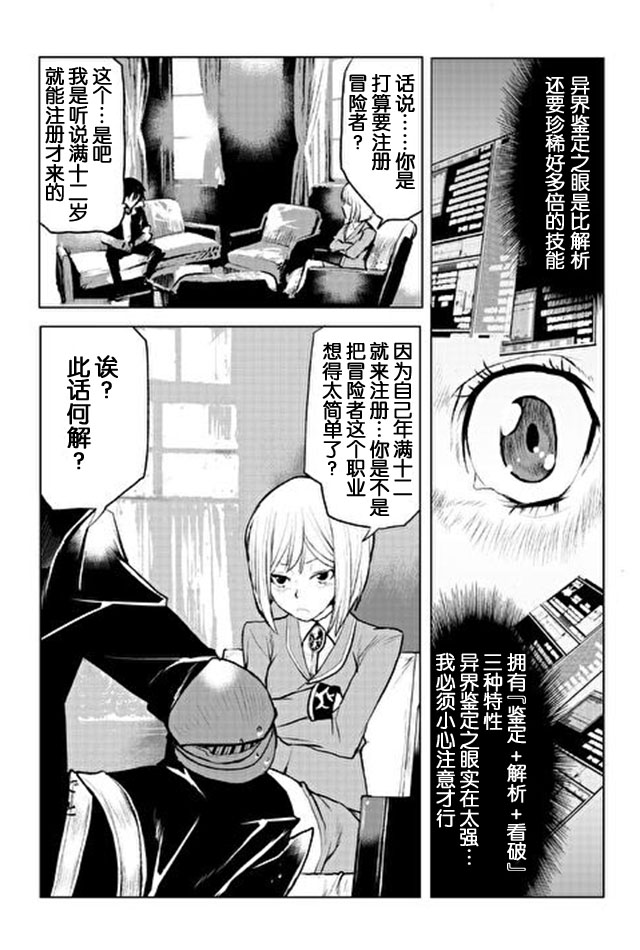 异界鉴定之眼是比解析
还要珍稀好多倍的技能
拥有『鉴定+解析+看破』
三种特性
异界鉴定之眼实在太强…
我必须小心注意才行
话说……你是
打算要注册
冒险者？
这个…是吧
我是听说满十二岁
就能注册才来的
因为自己年满十二
就来注册…你是不是
把冒险者这个职业
想得太简单了？
诶？
此话何解？